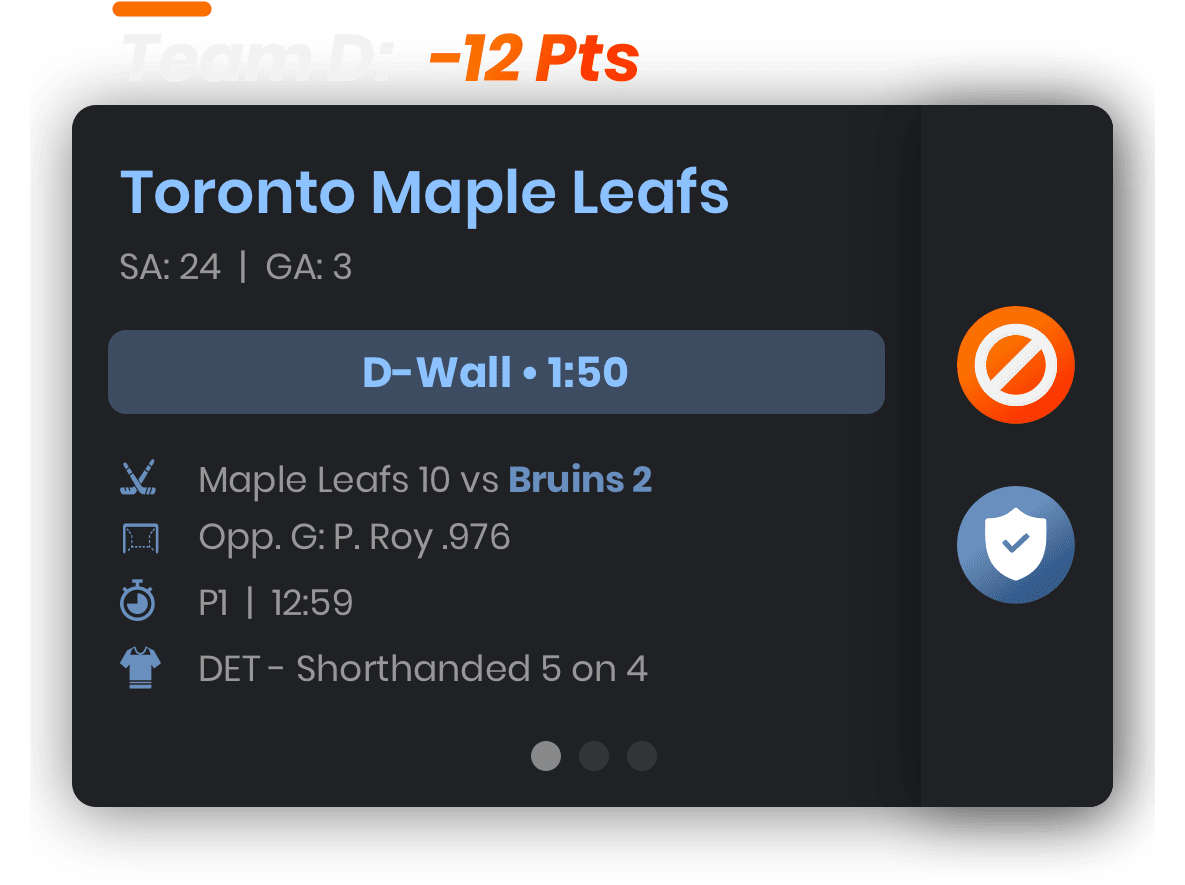 Team D: -12 Pts
Toronto Maple Leafs
SA: 24 | GA: 3
D-Wall • 1:50
Maple Leafs 10 vs Bruins 2
Opp. G: P. Roy .976
P1 | 12:59
DET - Shorthanded 5 on 4